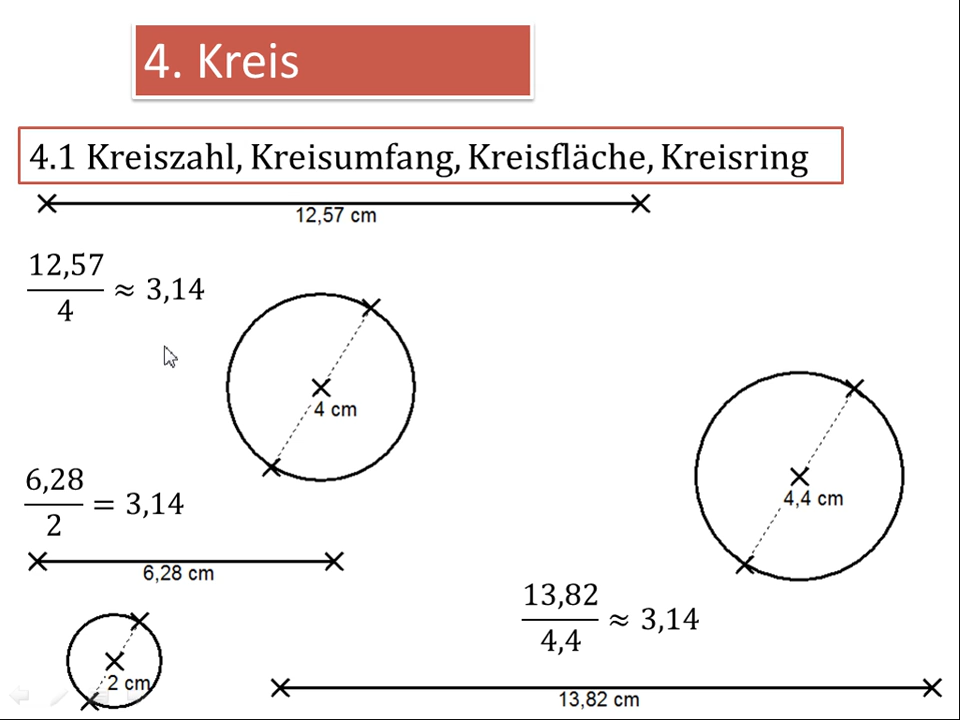 4. Kreis
4.1 Kreiszahl, Kreisumfang, Kreisfläche, Kreisring
12,57 cm
12,57
4
≈ 3,14
4 cm
4,4 cm
6,28
2
= 3,14
6,28 cm
2 cm
13,82
4,4
≈ 3,14
13,82 cm